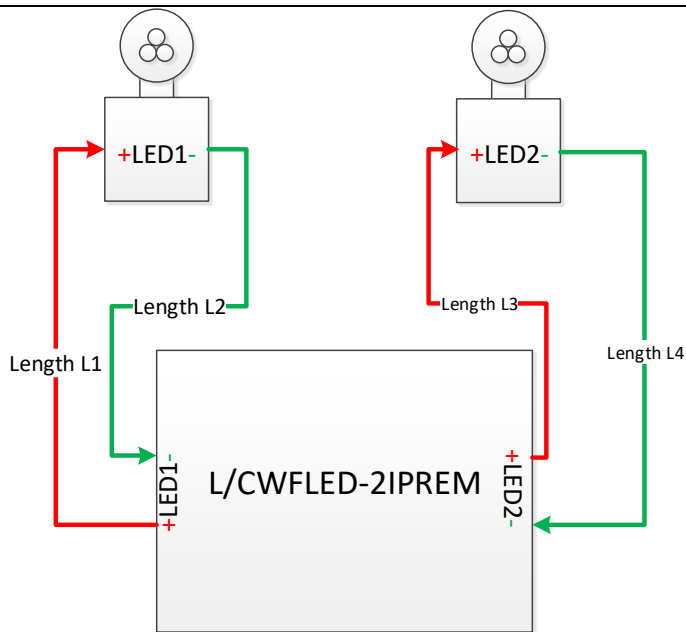 +LED1-
+LED2-
Length L2
Length L3
Length L4
Length L1
+LED1-
L/CWFLED-2IPREM
+LED2-